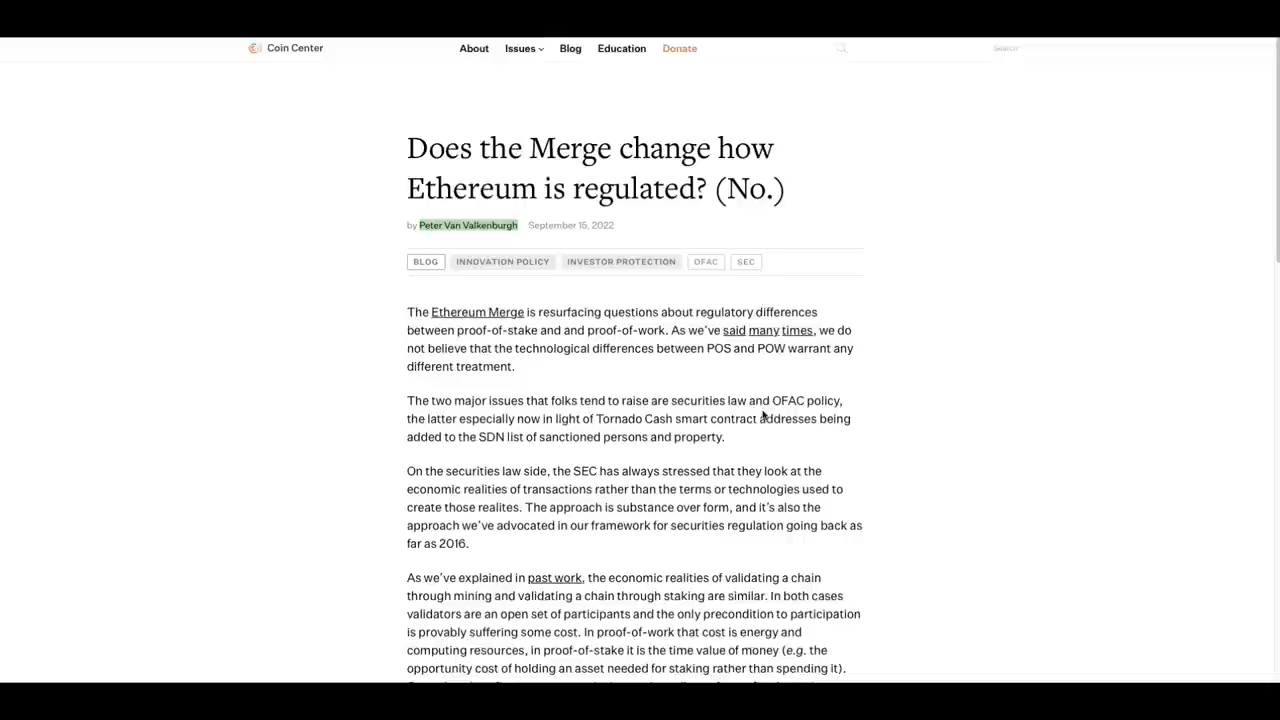 Coin Center
About Issues Blog Education Donate
Search
Does the Merge change how
Ethereum is regulated? (No.)
by Peter Van Valkenburgh September 15, 2022
BLOG INNOVATION POLICY INVESTOR PROTECTION OFAC SEC
The Ethereum Merge is resurfacing questions about regulatory differences
between proof-of-stake and and proof-of-work. As we've said many times, we do
not believe that the technological differences between POS and POW warrant any
different treatment.
The two major issues that folks tend to raise are securities law and OFAC policy,
the latter especially now in light of Tornado Cash smart contract addresses being
added to the SDN list of sanctioned persons and property.
On the securities law side, the SEC has always stressed that they look at the
economic realities of transactions rather than the terms or technologies used to
create those realites. The approach is substance over form, and it's also the
approach we've advocated in our framework for securities regulation going back as
far as 2016.
As we've explained in past work, the economic realities of validating a chain
through mining and validating a chain through staking are similar. In both cases
validators are an open set of participants and the only precondition to participation
is provably suffering some cost. In proof-of-work that cost is energy and
computing resources, in proof-of-stake it is the time value of money (e.g. the
opportunity cost of holding an asset needed for staking rather than spending it).